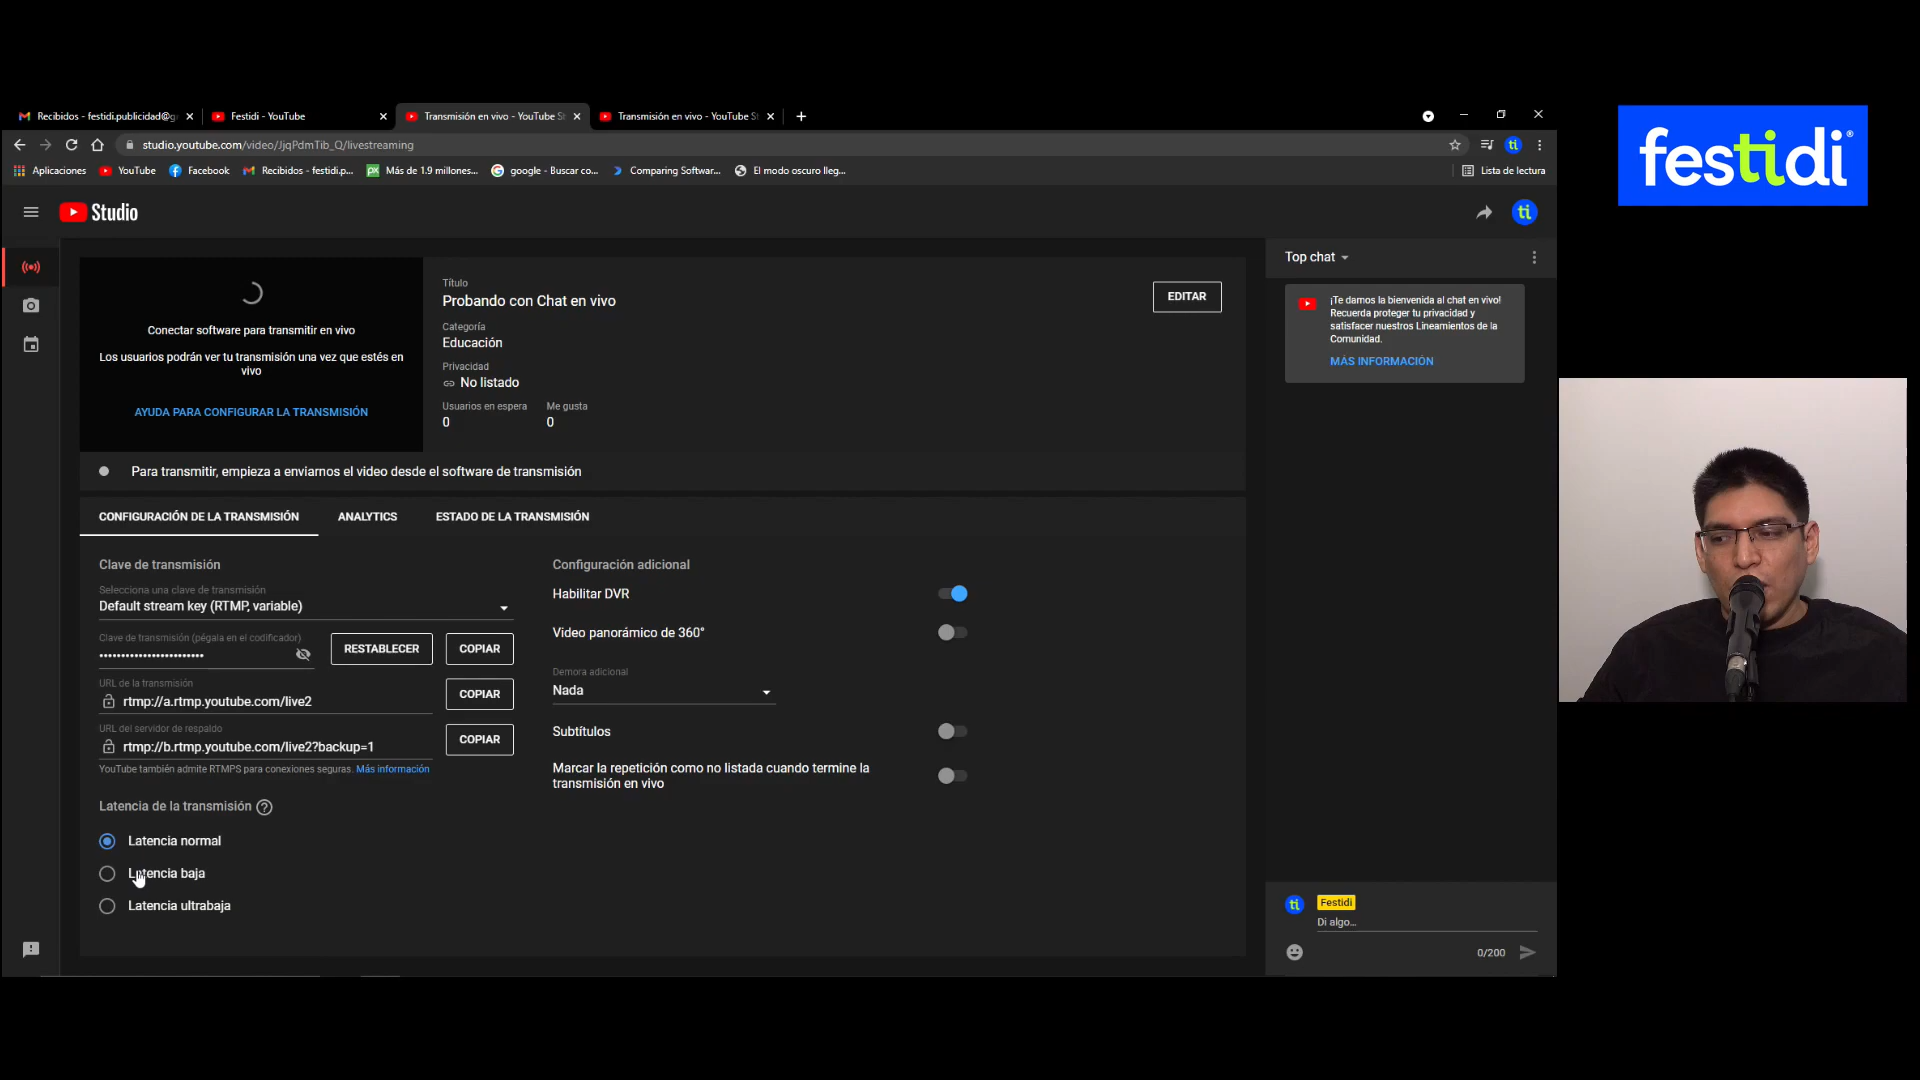 Recibidos - festidi.publicidad@g
Festidi - YouTube
Transmisión en vivo - YouTube S
Transmisión en vivo - YouTube S
studio.youtube.com/video/JjqPdmTib_Q/livestreaming
Aplicaciones
YouTube
Facebook
Recibidos - festidi.p...
Más de 1.9 millones...
google - Buscar co...
Comparing Softwar...
El modo oscuro lleg...
Lista de lectura
festidi®
Studio
ti
Conectar software para transmitir en vivo
Los usuarios podrán ver tu transmisión una vez que estés en
vivo
AYUDA PARA CONFIGURAR LA TRANSMISIÓN
Título
Probando con Chat en vivo
EDITAR
Categoría
Educación
Privacidad
No listado
Usuarios en espera
Me gusta
0
0
Top chat
¡Te damos la bienvenida al chat en vivo!
Recuerda proteger tu privacidad y
satisfacer nuestros Lineamientos de la
Comunidad.
MÁS INFORMACIÓN
Para transmitir, empieza a enviarnos el video desde el software de transmisión
CONFIGURACIÓN DE LA TRANSMISIÓN
ANALYTICS
ESTADO DE LA TRANSMISIÓN
Clave de transmisión
Selecciona una clave de transmisión
Default stream key (RTMP, variable)
Clave de transmisión (pégala en el codificador)
••••••••••••••••••••••••
RESTABLECER
COPIAR
URL de la transmisión
rtmp://a.rtmp.youtube.com/live2
COPIAR
URL del servidor de respaldo
rtmp://b.rtmp.youtube.com/live2?backup=1
COPIAR
YouTube también admite RTMPS para conexiones seguras. Más información
Latencia de la transmisión
Latencia normal
Latencia baja
Latencia ultrabaja
Configuración adicional
Habilitar DVR
Video panorámico de 360°
Demora adicional
Nada
Subtítulos
Marcar la repetición como no listada cuando termine la
transmisión en vivo
ti
Festidi
Di algo...
0/200